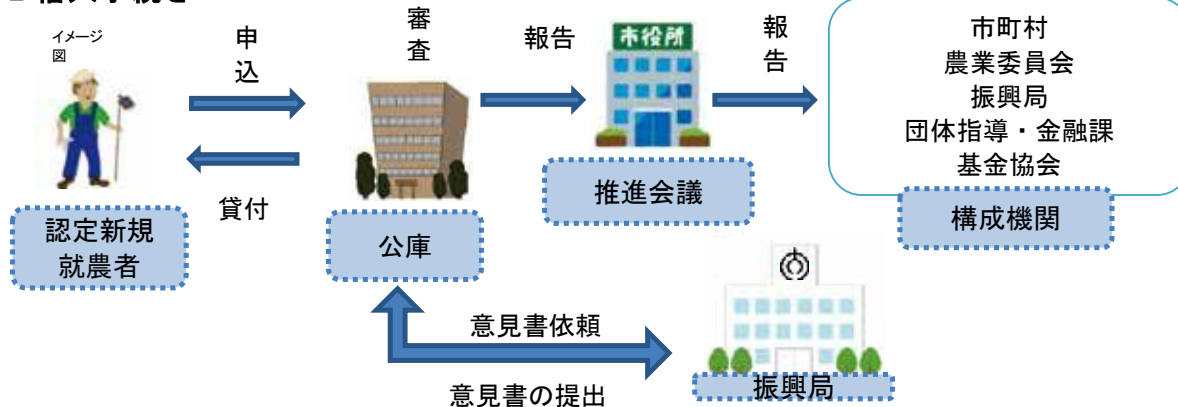 イメージ
図
申
込
審
査
報告
市役所
報
告
市町村
農業委員会
振興局
団体指導・金融課
基金協会
貸付
認定新規
就農者
公庫
推進会議
構成機関
意見書依頼
意見書の提出
振興局